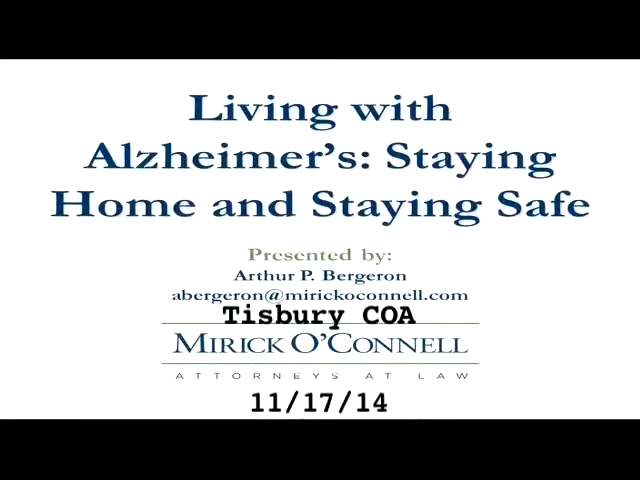 Living with
Alzheimer's: Staying
Home and Staying Safe
Presented by:
Arthur P. Bergeron
abergeron@mirickoconnell.com
Tisbury COA
MIRICK O'CONNELL
ATTORNEYS AT LAW
11/17/14